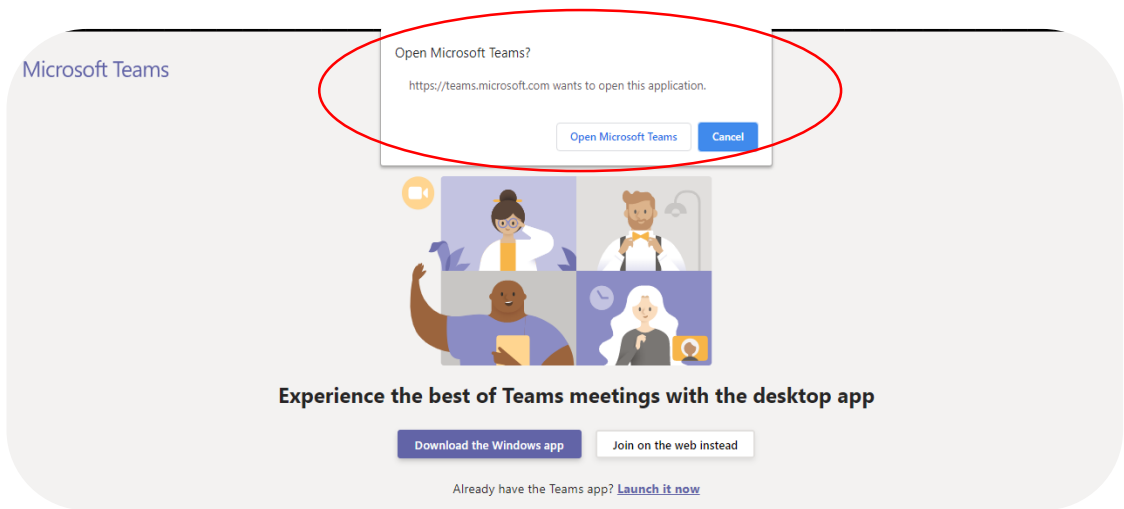 Open Microsoft Teams?
Microsoft Teams
https://teams.microsoft.com wants to open this application.
Open Microsoft Teams Cancel
Experience the best of Teams meetings with the desktop app
Download the Windows app Join on the web instead
Already have the Teams app? Launch it now